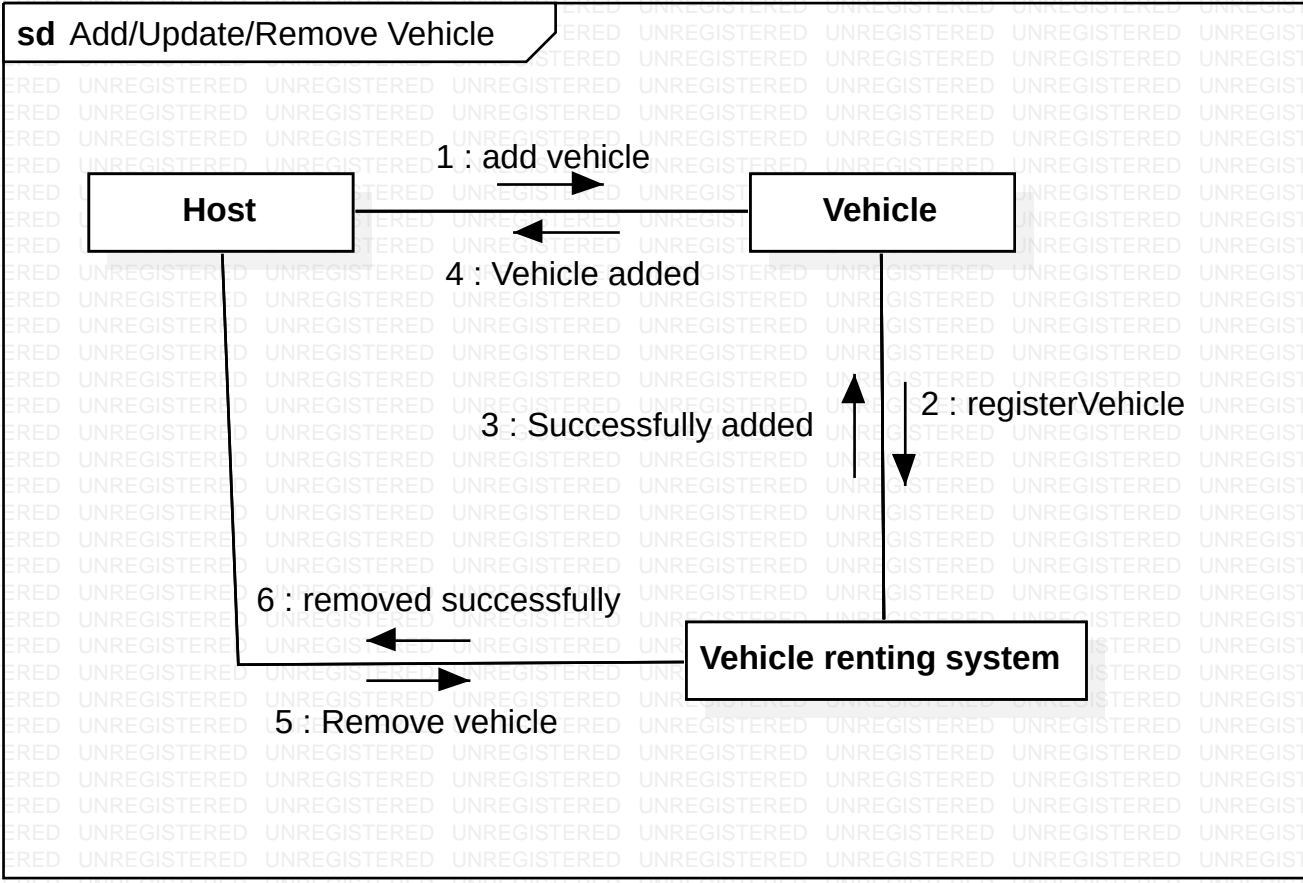 sd Add/Update/Remove Vehicle
1 : add vehicle
Host
Vehicle
4 : Vehicle added
2 : registerVehicle
3 : Successfully added
6 : removed successfully
Vehicle renting system
5 : Remove vehicle
UNREGISTERED